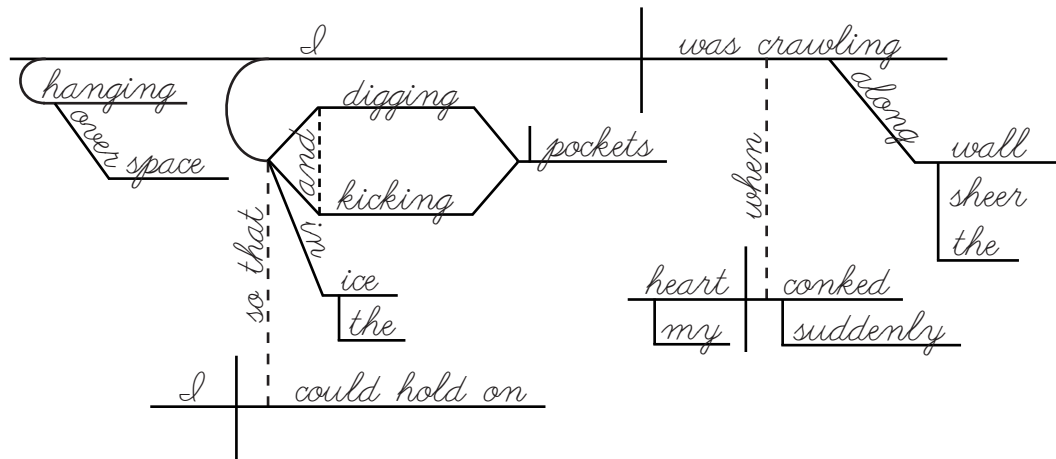 I was crawling
hanging
over
space
digging
and
kicking
pockets
in
ice
the
so that
I could hold on
along
wall
sheer
the
when
heart conked
my suddenly